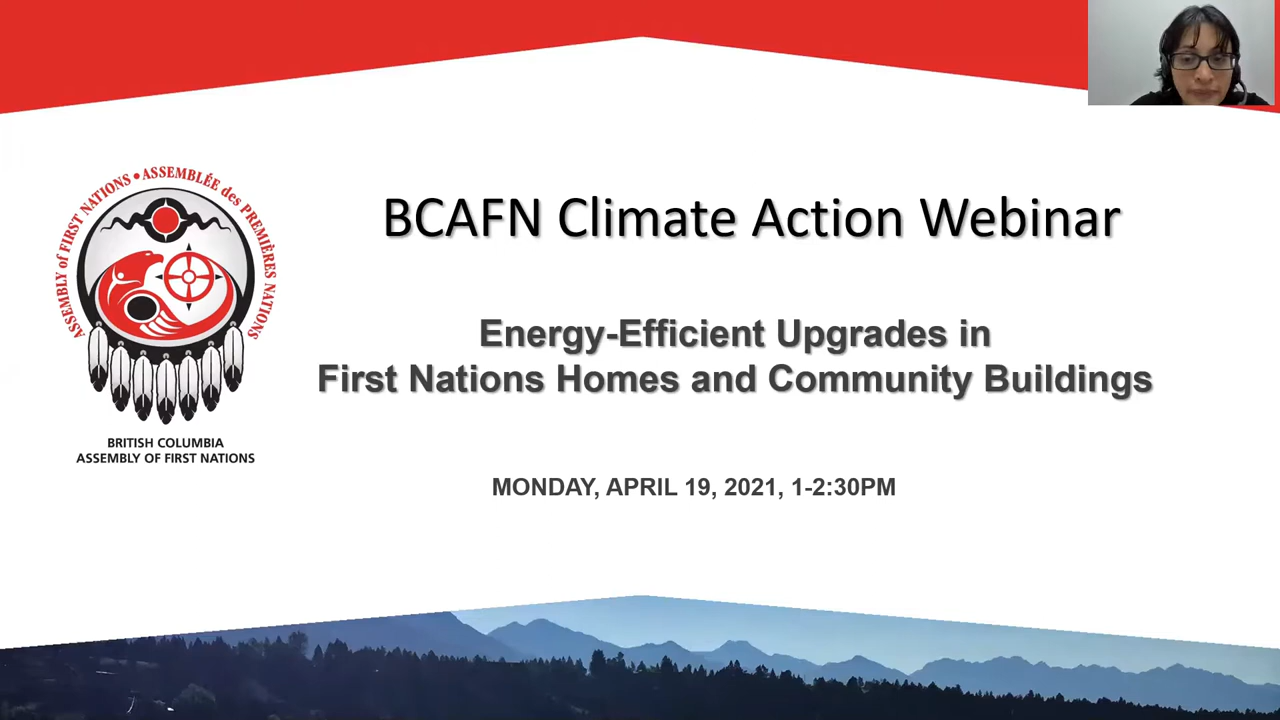 ASSEMBLY of FIRST NATIONS • ASSEMBLÉE des PREMIÈRES NATIONS
BRITISH COLUMBIA
ASSEMBLY OF FIRST NATIONS
BCAFN Climate Action Webinar
Energy-Efficient Upgrades in
First Nations Homes and Community Buildings
MONDAY, APRIL 19, 2021, 1-2:30PM